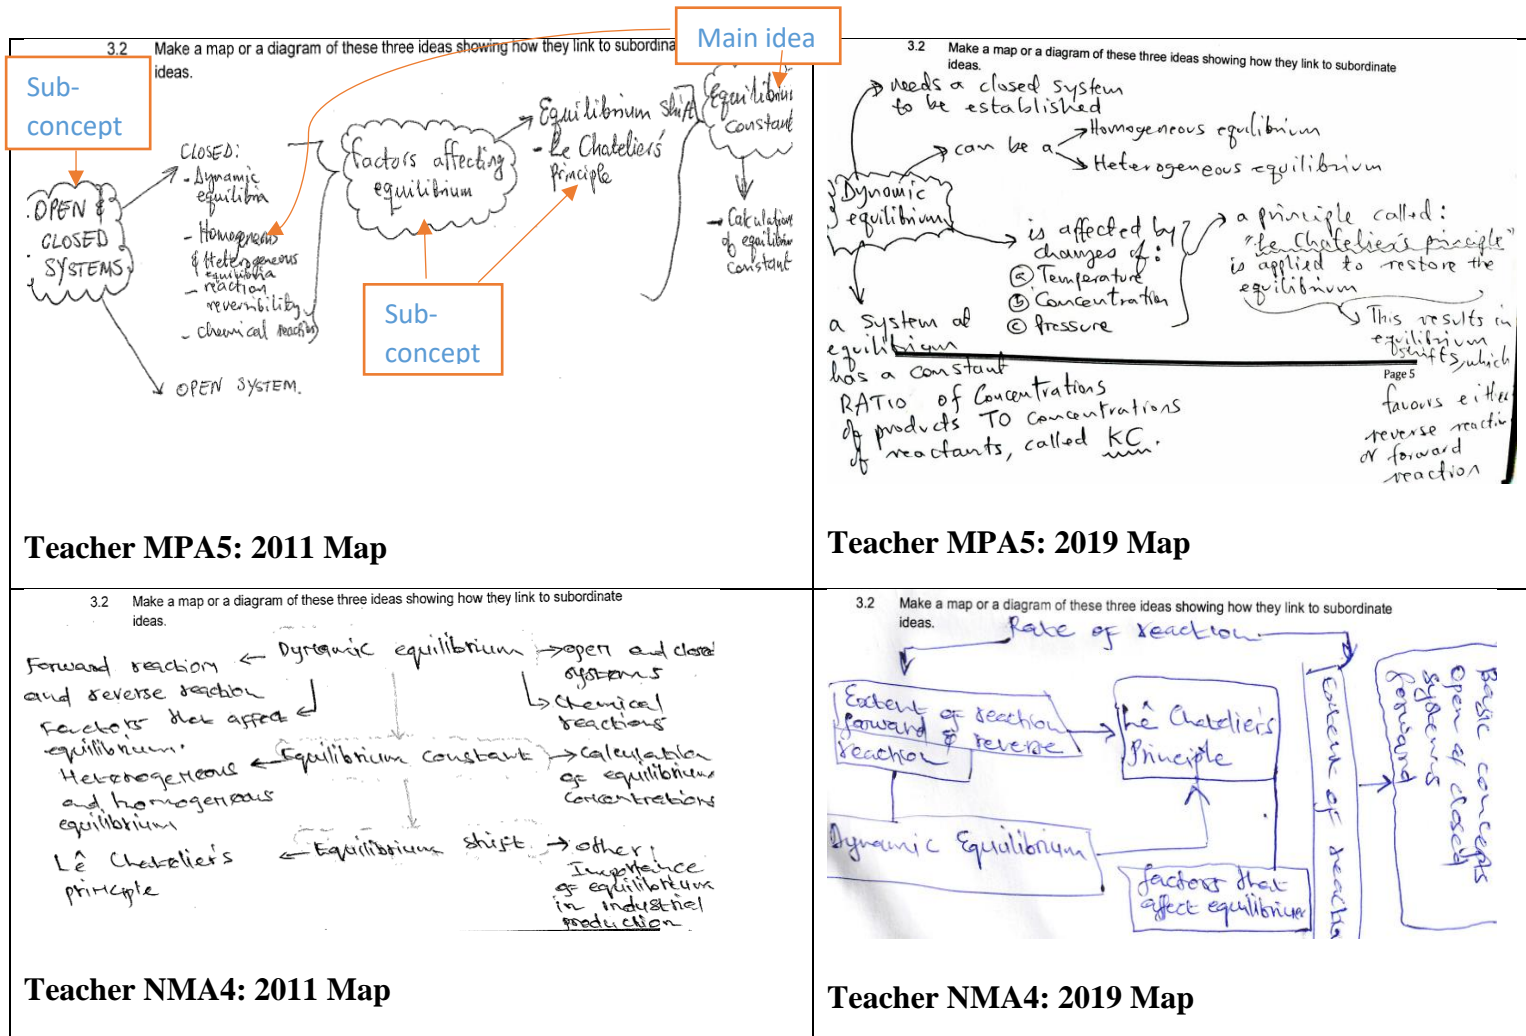 Main idea
3.2 Make a map or a diagram of these three ideas showing how they link to subordina
ideas.
Sub-
concept
OPEN &
CLOSED
SYSTEMS
CLOSED:
- Dynamic
equilibria
- Homogeneous
& Heterogeneous
equilibria
- reaction
reversibility
- chemical reaction
OPEN SYSTEM.
factors affecting
equilibrium
- Equilibrium shift
- Le Chatelier's
Principle
Sub-
concept
Equilibrium
constant
- Calculation
of equilibrium
constant
Teacher MPA5: 2011 Map
3.2 Make a map or a diagram of these three ideas showing how they link to subordinate
ideas.
needs a closed system
to be established
can be a
Homogeneous equilibrium
Heterogeneous equilibrium
Dynamic
equilibrium
is affected by
changes of:
ⓐ Temperature
ⓑ Concentration
ⓒ Pressure
a principle called:
"Le Chatelier's principle"
is applied to restore the
equilibrium
This results in
equilibrium
shifts, which
Page 5
favours either
reverse reaction
or forward
reaction
a system at
equilibrium
has a constant
RATIO of Concentrations
of products TO concentrations
of reactants, called KC.
Teacher MPA5: 2019 Map
3.2 Make a map or a diagram of these three ideas showing how they link to subordinate
ideas.
Dynamic equilibrium
Forward reaction
and reverse reaction
open and closed
systems
Chemical
reactions
Factors that affect
equilibrium.
Equilibrium constant
Heterogeneous
and homogeneous
equilibrium
Calculation
of equilibrium
concentrations
Equilibrium shift
Lê Chatelier's
principle
other;
Importance
of equilibrium
in industrial
production
Teacher NMA4: 2011 Map
3.2 Make a map or a diagram of these three ideas showing how they link to subordinate
ideas.
Rate of reaction
Extent of reaction
forward & reverse
reaction
Lê Chatelier's
Principle
Dynamic Equilibrium
factors that
affect equilibrium
Extent of reaction
Basic concepts
Open & closed
systems
forward
Teacher NMA4: 2019 Map